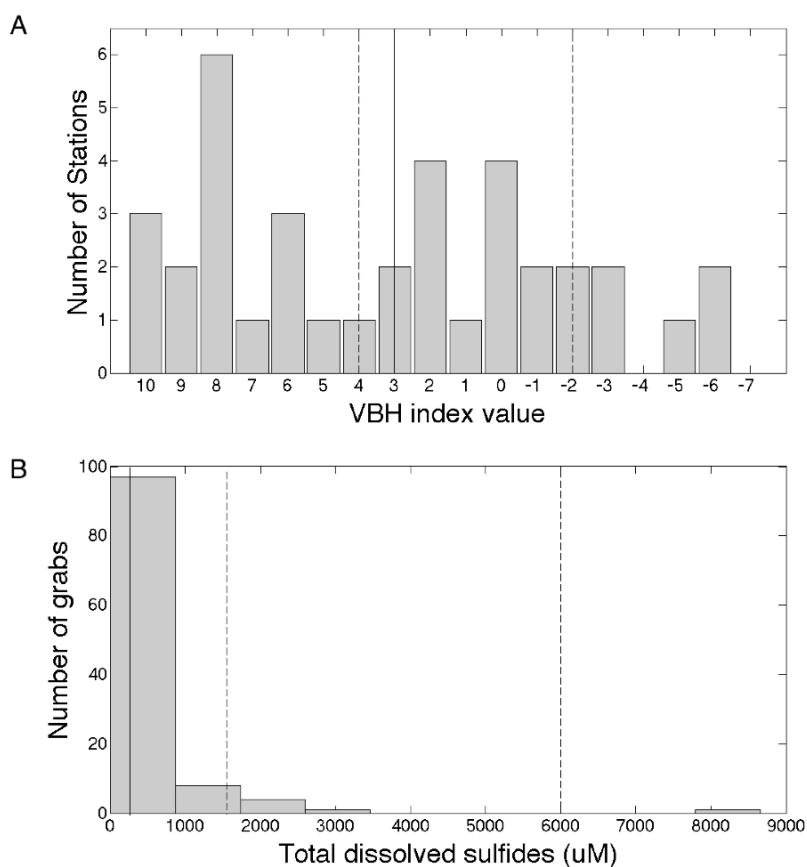 A
6
5
4
3
2
1
0
Number of Stations
10 9 8 7 6 5 4 3 2 1 0 -1 -2 -3 -4 -5 -6 -7
VBH index value
B
100
80
60
40
20
0
Number of grabs
0 1000 2000 3000 4000 5000 6000 7000 8000 9000
Total dissolved sulfides (uM)